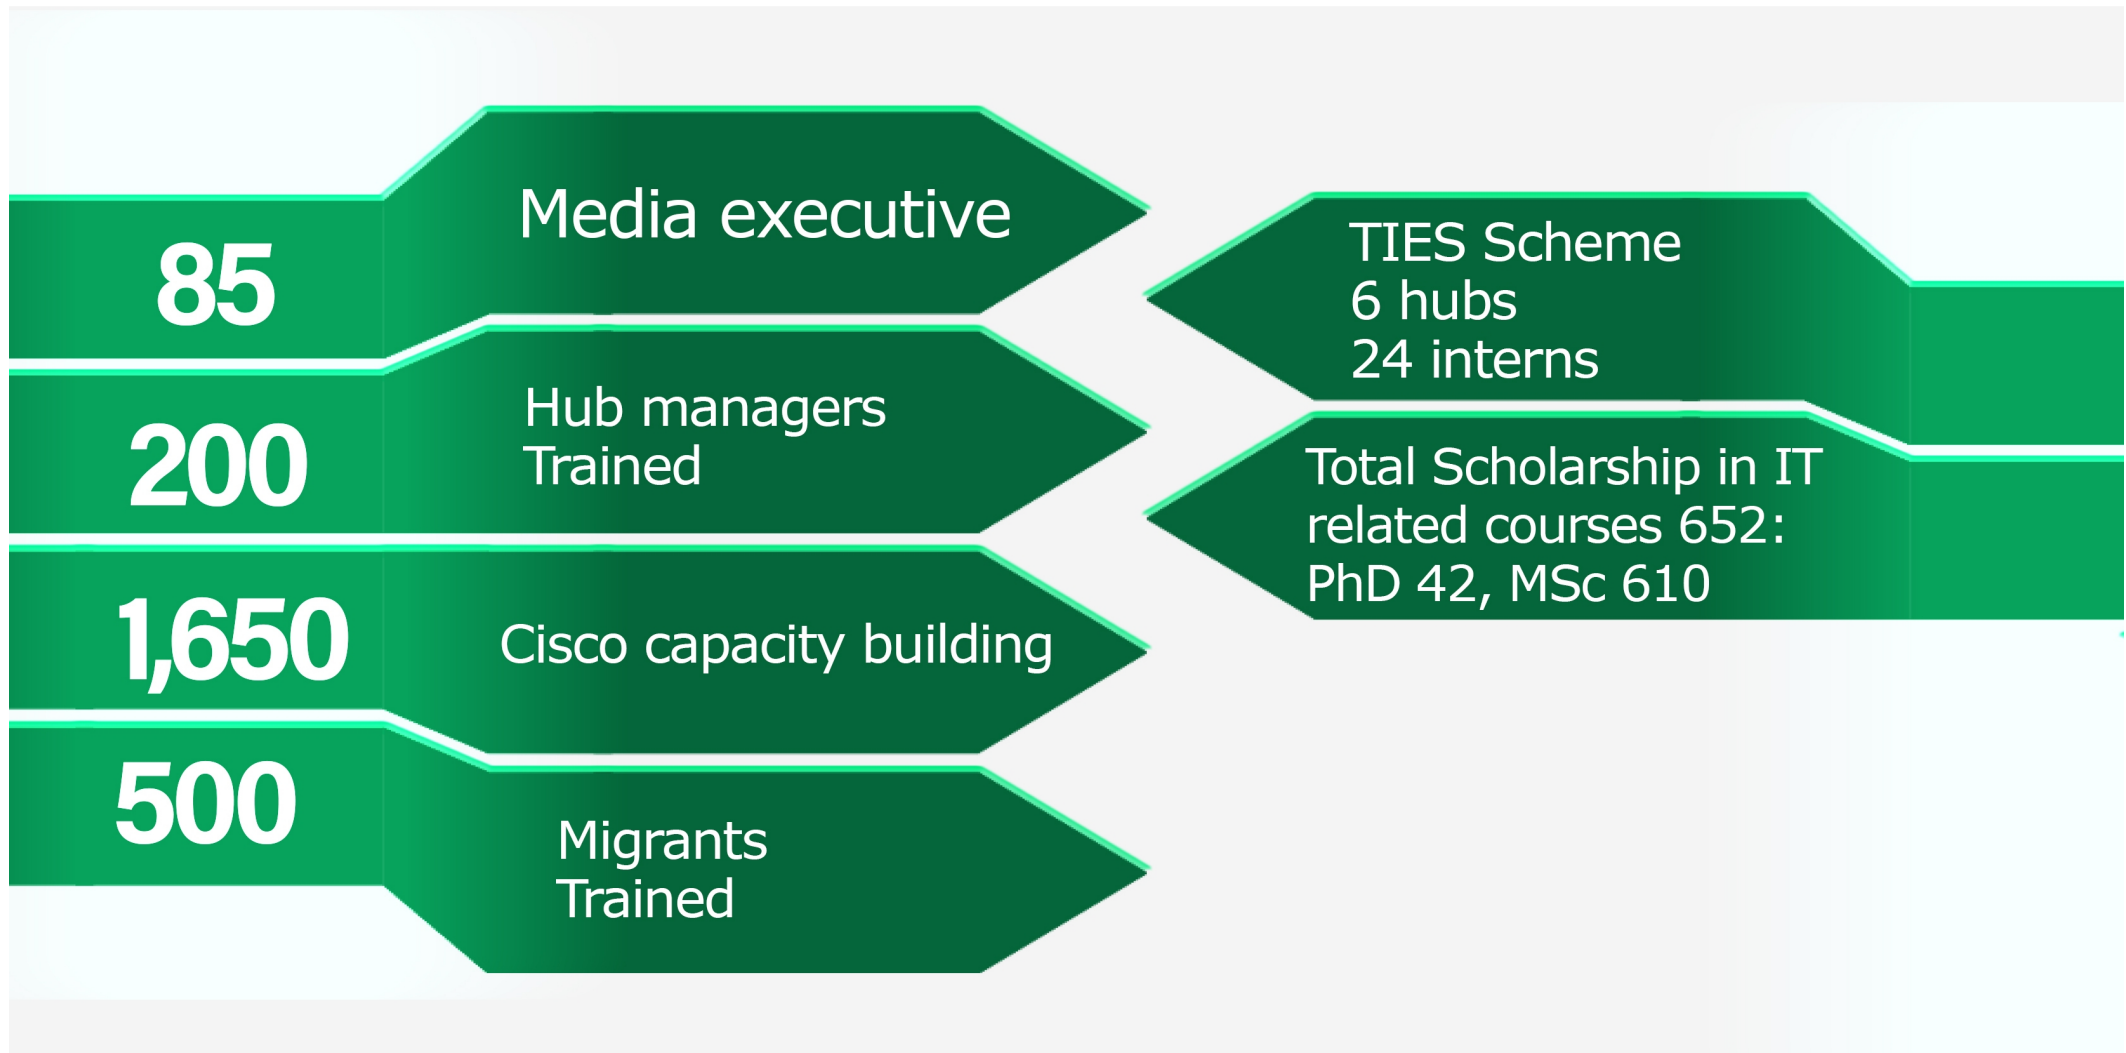 85
Media executive
200
Hub managers
Trained
1,650
Cisco capacity building
500
Migrants
Trained
TIES Scheme
6 hubs
24 interns
Total Scholarship in IT
related courses 652:
PhD 42, MSc 610